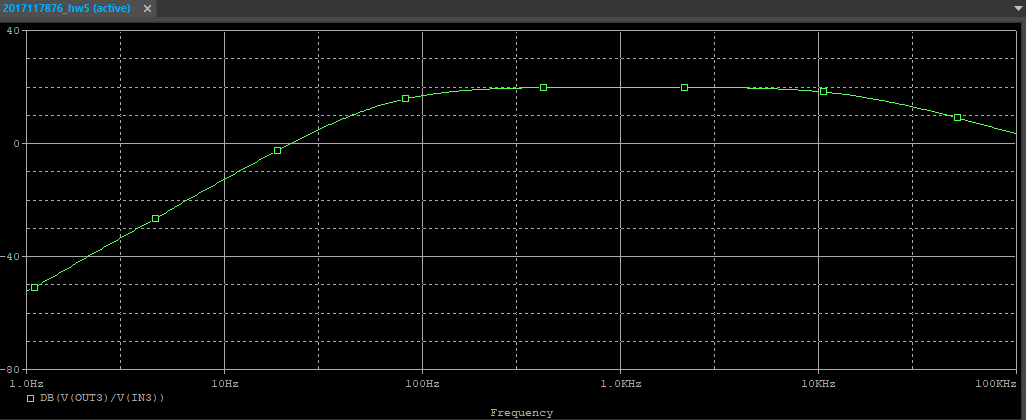 2017117876_hw5 (active) ×
40
0
-40
-80
1.0Hz 10Hz 100Hz 1.0KHz 10KHz 100KHz
DB(V(OUT3)/V(IN3))
Frequency